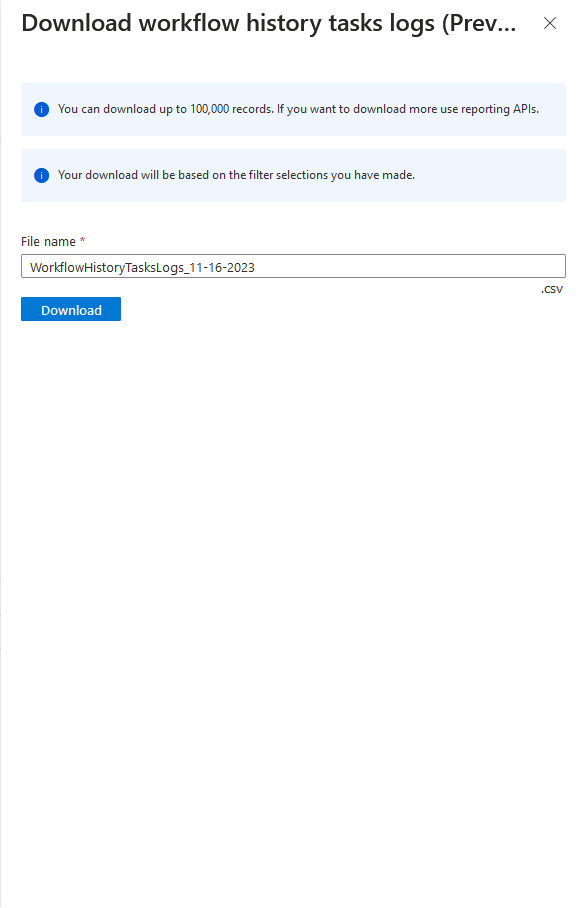 Download workflow history tasks logs (Prev...
You can download up to 100,000 records. If you want to download more use reporting APIs.
Your download will be based on the filter selections you have made.
File name *
WorkflowHistoryTasksLogs_11-16-2023
.csv
Download